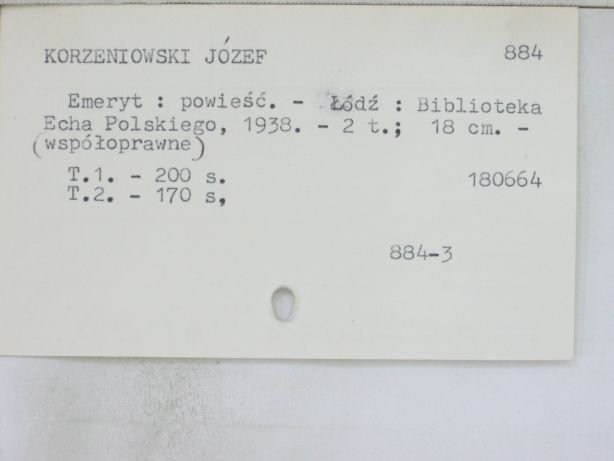 KORZENIOWSKI JÓZEF 884
Emeryt : powieść. - Łódź : Biblioteka
Echa Polskiego, 1938. - 2 t.; 18 cm. -
(współoprawne)
T.1. - 200 s. 180664
T.2. - 170 s,
884-3